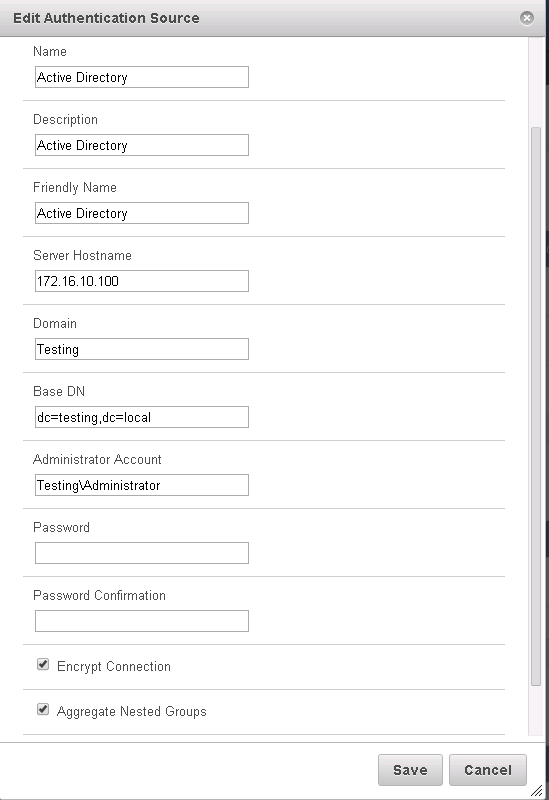 Edit Authentication Source
Name
Active Directory
Description
Active Directory
Friendly Name
Active Directory
Server Hostname
172.16.10.100
Domain
Testing
Base DN
dc=testing,dc=local
Administrator Account
Testing\Administrator
Password
Password Confirmation
Encrypt Connection
Aggregate Nested Groups
Save Cancel